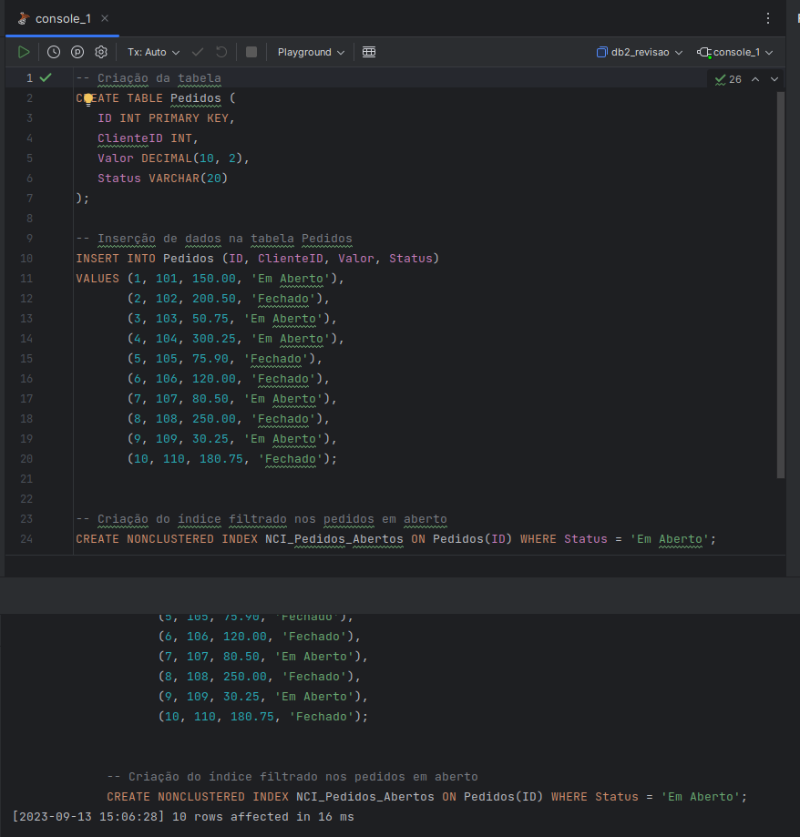 console_1
Tx: Auto
Playground
db2_revisao
console_1
26
1 -- Criação da tabela
2 CREATE TABLE Pedidos (
3 ID INT PRIMARY KEY,
4 ClienteID INT,
5 Valor DECIMAL(10, 2),
6 Status VARCHAR(20)
7 );
8
9 -- Inserção de dados na tabela Pedidos
10 INSERT INTO Pedidos (ID, ClienteID, Valor, Status)
11 VALUES (1, 101, 150.00, 'Em Aberto'),
12 (2, 102, 200.50, 'Fechado'),
13 (3, 103, 50.75, 'Em Aberto'),
14 (4, 104, 300.25, 'Em Aberto'),
15 (5, 105, 75.90, 'Fechado'),
16 (6, 106, 120.00, 'Fechado'),
17 (7, 107, 80.50, 'Em Aberto'),
18 (8, 108, 250.00, 'Fechado'),
19 (9, 109, 30.25, 'Em Aberto'),
20 (10, 110, 180.75, 'Fechado');
21
22
23 -- Criação do índice filtrado nos pedidos em aberto
24 CREATE NONCLUSTERED INDEX NCI_Pedidos_Abertos ON Pedidos(ID) WHERE Status = 'Em Aberto';
(5, 105, 75.90, 'Fechado'),
(6, 106, 120.00, 'Fechado'),
(7, 107, 80.50, 'Em Aberto'),
(8, 108, 250.00, 'Fechado'),
(9, 109, 30.25, 'Em Aberto'),
(10, 110, 180.75, 'Fechado');
-- Criação do índice filtrado nos pedidos em aberto
CREATE NONCLUSTERED INDEX NCI_Pedidos_Abertos ON Pedidos(ID) WHERE Status = 'Em Aberto';
[2023-09-13 15:06:28] 10 rows affected in 16 ms